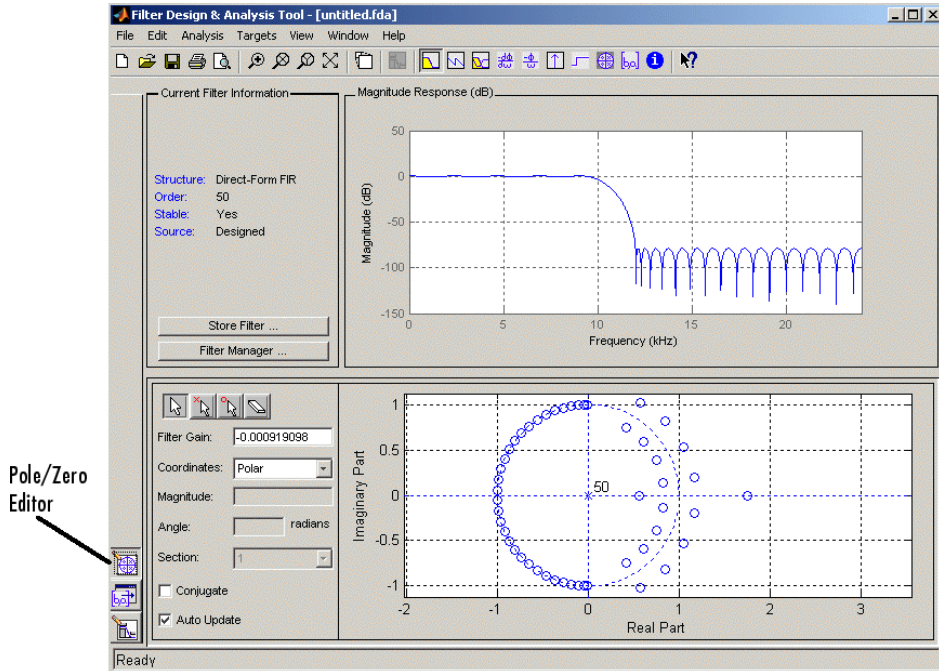 Filter Design & Analysis Tool - [untitled.fda]
File Edit Analysis Targets View Window Help
Current Filter Information
Structure: Direct-Form FIR
Order: 50
Stable: Yes
Source: Designed
Store Filter ...
Filter Manager ...
Magnitude Response (dB)
50
0
-50
-100
-150
Magnitude (dB)
0 5 10 15 20
Frequency (kHz)
Pole/Zero
Editor
Filter Gain: -0.000919098
Coordinates: Polar
Magnitude:
Angle: radians
Section: 1
Conjugate
Auto Update
1
0.5
0
-0.5
-1
Imaginary Part
50
-2 -1 0 1 2 3
Real Part
Ready